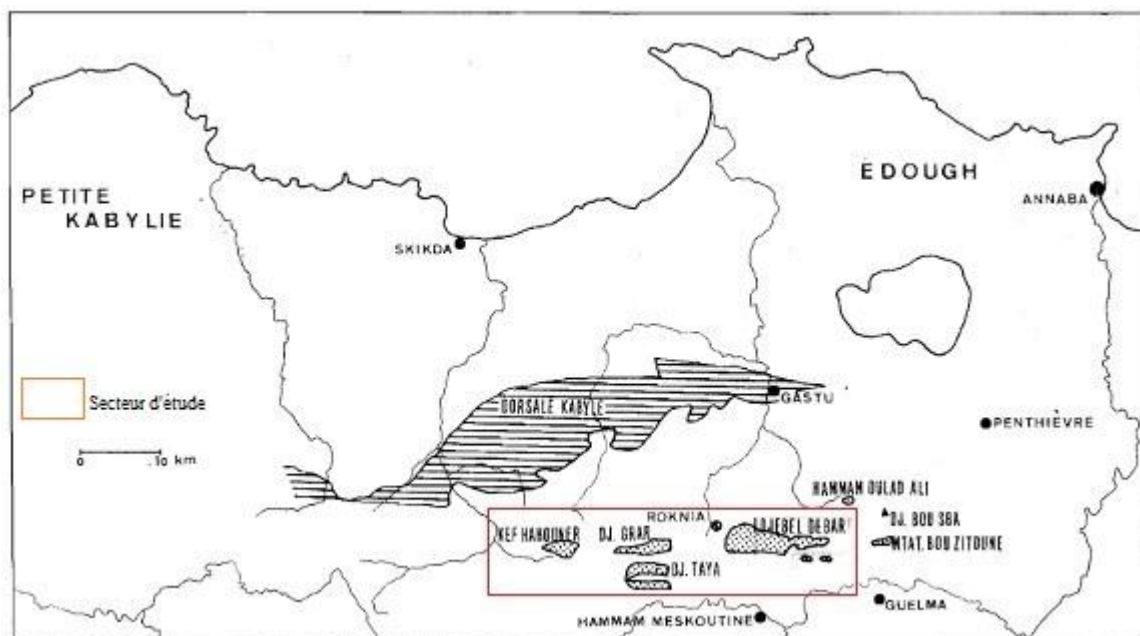 ÉDOUGH
PETITE
KABYLIE
ANNABA
SKIKDA
DORSALE KABYLE
GASTU
Secteur d'étude
PENTHIÈVRE
0 10 km
HAMMAM OULAD ALI
DJ. BOU SBA
ROKNIA
DJEBEL DEBAR
KEF HAHOUNER
DJ. GRAR
MTAT. BOU ZITOUNE
DJ. TAYA
GUELMA
HAMMAM MESKOUTINE